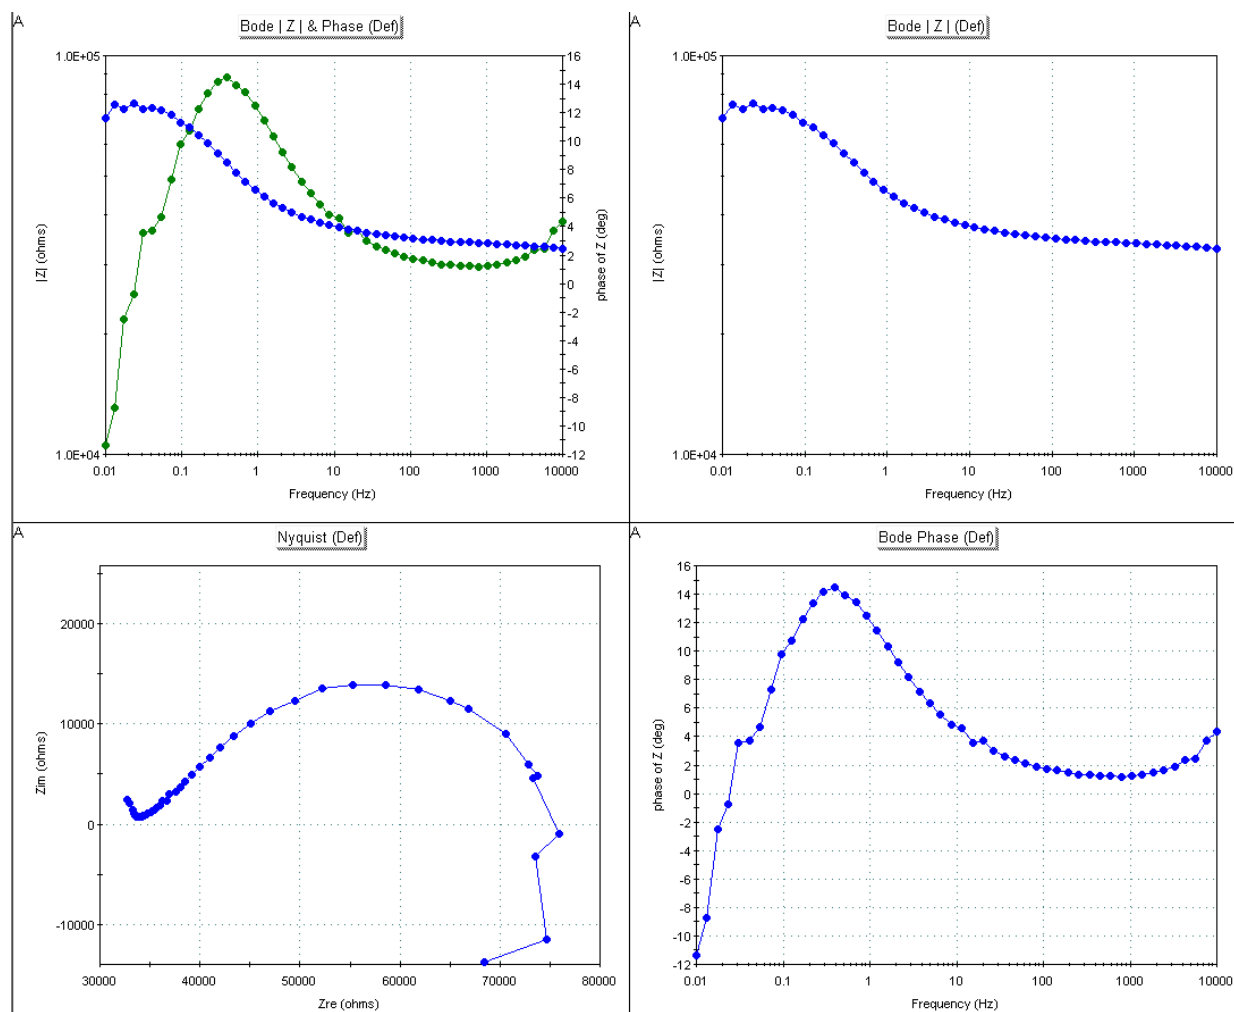 A
Bode | Z | & Phase (Def)
1.0E+05
1.0E+04
|Z| (ohms)
16
14
12
10
8
6
4
2
0
-2
-4
-6
-8
-10
-12
phase of Z (deg)
0.01 0.1 1 10 100 1000 10000
Frequency (Hz)
A
Bode | Z | (Def)
1.0E+05
1.0E+04
|Z| (ohms)
0.01 0.1 1 10 100 1000 10000
Frequency (Hz)
A
Nyquist (Def)
20000
10000
0
-10000
Zim (ohms)
30000 40000 50000 60000 70000 80000
Zre (ohms)
A
Bode Phase (Def)
16
14
12
10
8
6
4
2
0
-2
-4
-6
-8
-10
-12
phase of Z (deg)
0.01 0.1 1 10 100 1000 10000
Frequency (Hz)